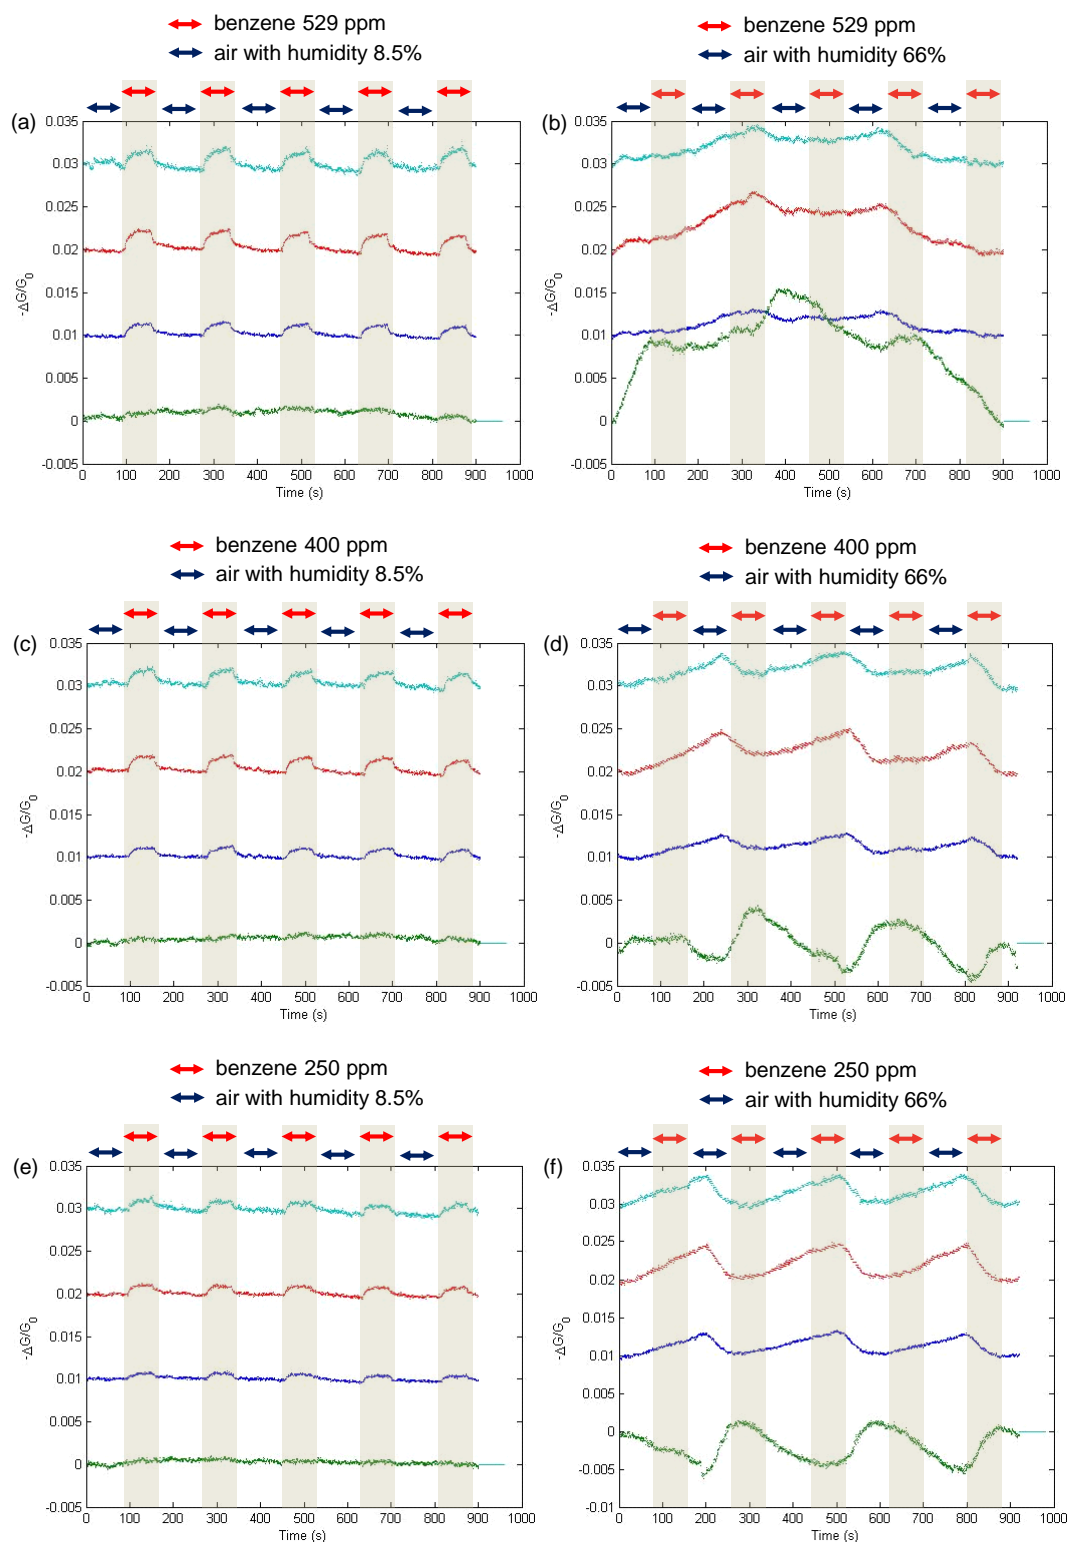 benzene 529 ppm
air with humidity 8.5%
benzene 529 ppm
air with humidity 66%
(a)
0.035
0.03
0.025
0.02
0.015
0.01
0.005
0
-0.005
-ΔG/G0
0 100 200 300 400 500 600 700 800 900 1000
Time (s)
(b)
0.035
0.03
0.025
0.02
0.015
0.01
0.005
0
-0.005
-ΔG/G0
0 100 200 300 400 500 600 700 800 900 1000
Time (s)
benzene 400 ppm
air with humidity 8.5%
benzene 400 ppm
air with humidity 66%
(c)
0.035
0.03
0.025
0.02
0.015
0.01
0.005
0
-0.005
-ΔG/G0
0 100 200 300 400 500 600 700 800 900 1000
Time (s)
(d)
0.035
0.03
0.025
0.02
0.015
0.01
0.005
0
-0.005
-ΔG/G0
0 100 200 300 400 500 600 700 800 900 1000
Time (s)
benzene 250 ppm
air with humidity 8.5%
benzene 250 ppm
air with humidity 66%
(e)
0.035
0.03
0.025
0.02
0.015
0.01
0.005
0
-0.005
-ΔG/G0
0 100 200 300 400 500 600 700 800 900 1000
Time (s)
(f)
0.035
0.03
0.025
0.02
0.015
0.01
0.005
0
-0.005
-0.01
-ΔG/G0
0 100 200 300 400 500 600 700 800 900 1000
Time (s)